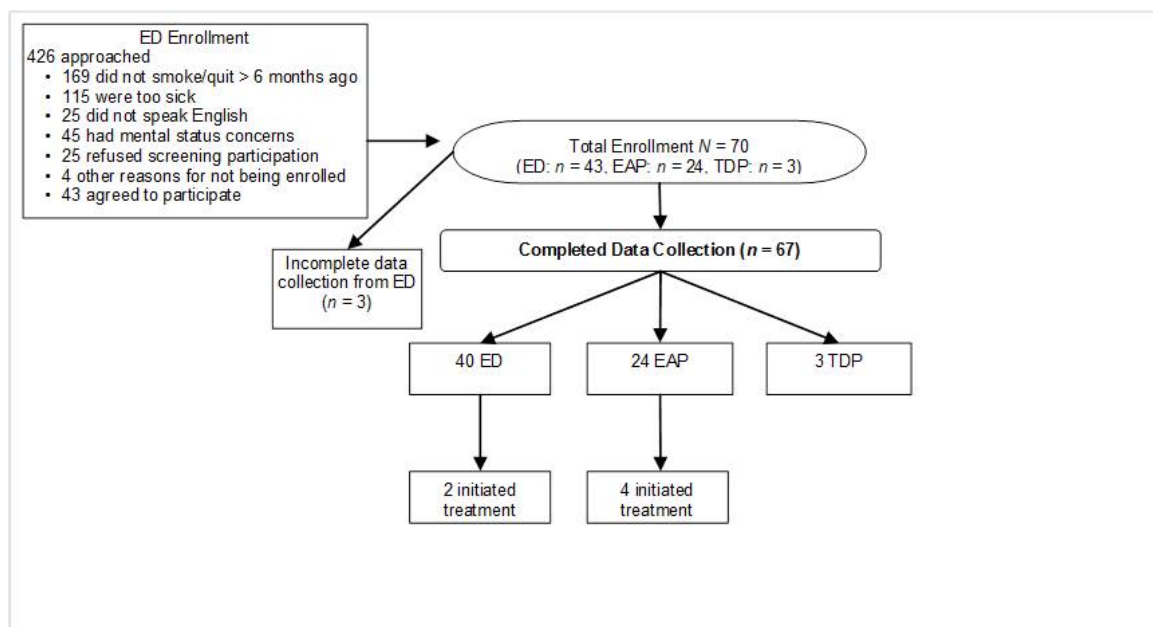 ED Enrollment
426 approached
• 169 did not smoke/quit > 6 months ago
• 115 were too sick
• 25 did not speak English
• 45 had mental status concerns
• 25 refused screening participation
• 4 other reasons for not being enrolled
• 43 agreed to participate
Total Enrollment N = 70
(ED: n = 43, EAP: n = 24, TDP: n = 3)
Incomplete data
collection from ED
(n = 3)
Completed Data Collection (n = 67)
40 ED
24 EAP
3 TDP
2 initiated
treatment
4 initiated
treatment